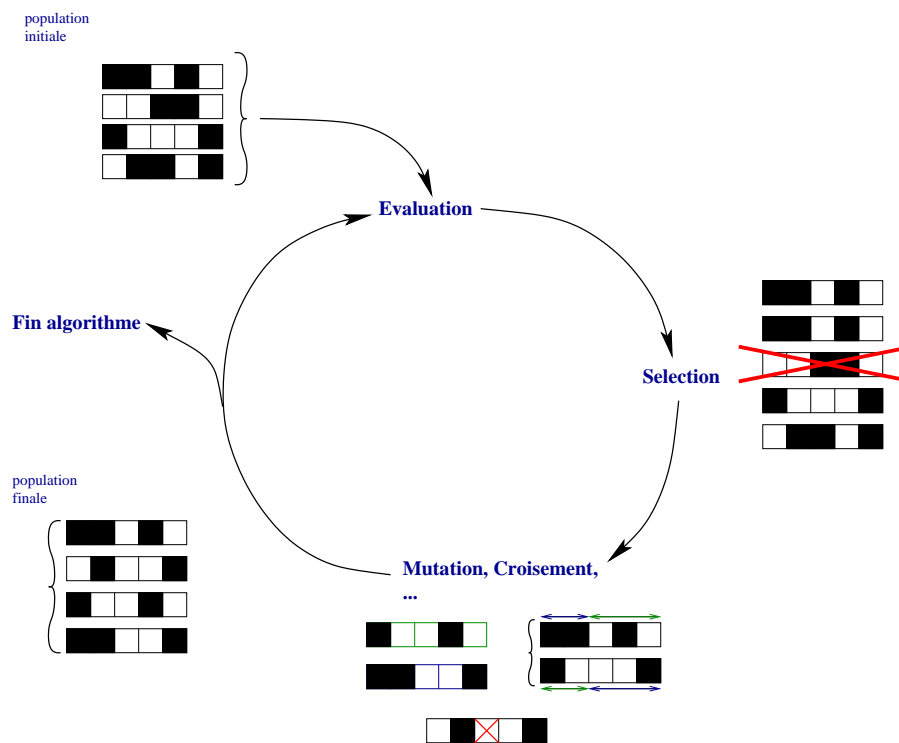 population
initiale
Evaluation
Fin algorithme
Selection
population
finale
Mutation, Croisement,
...